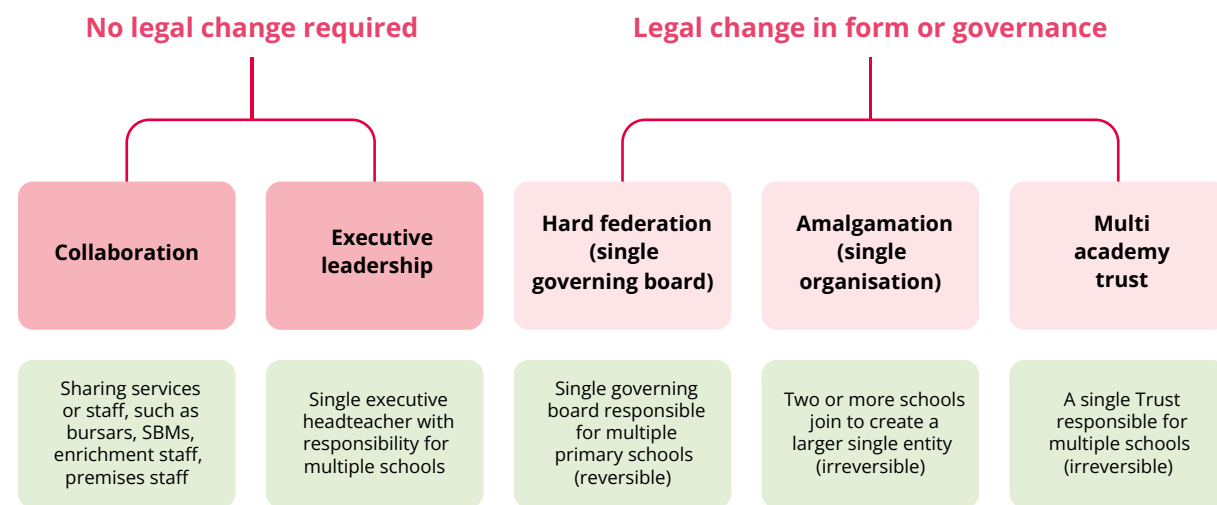 No legal change required
Legal change in form or governance
Collaboration
Executive
leadership
Hard federation
(single
governing board)
Amalgamation
(single
organisation)
Multi
academy
trust
Sharing services
or staff, such as
bursars, SBMs,
enrichment staff,
premises staff
Single executive
headteacher with
responsibility for
multiple schools
Single governing
board responsible
for multiple
primary schools
(reversible)
Two or more schools
join to create a
larger single entity
(irreversible)
A single Trust
responsible for
multiple schools
(irreversible)